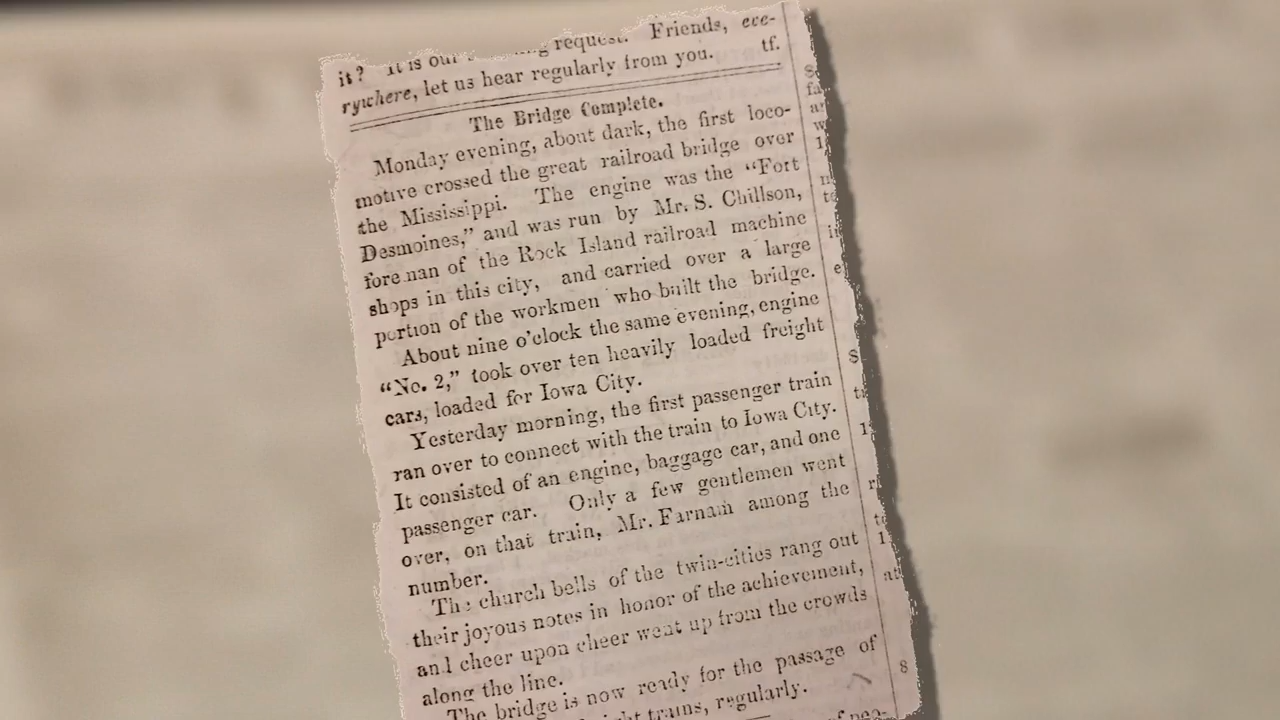 it? It is our request. Friends, eve-
rywhere, let us hear regularly from you. tf.
The Bridge Complete.
Monday evening, about dark, the first loco-
motive crossed the great railroad bridge over
the Mississippi. The engine was the “Fort
Desmoines,” and was run by Mr. S. Chillson,
foreman of the Rock Island railroad machine
shops in this city, and carried over a large
portion of the workmen who built the bridge.
About nine o'clock the same evening, engine
“No. 2,” took over ten heavily loaded freight
cars, loaded for Iowa City.
Yesterday morning, the first passenger train
ran over to connect with the train to Iowa City.
It consisted of an engine, baggage car, and one
passenger car. Only a few gentlemen went
over, on that train, Mr. Farnam among the
number.
The church bells of the twin-cities rang out
their joyous notes in honor of the achievement,
and cheer upon cheer went up from the crowds
along the line.
The bridge is now ready for the passage of
trains, regularly.